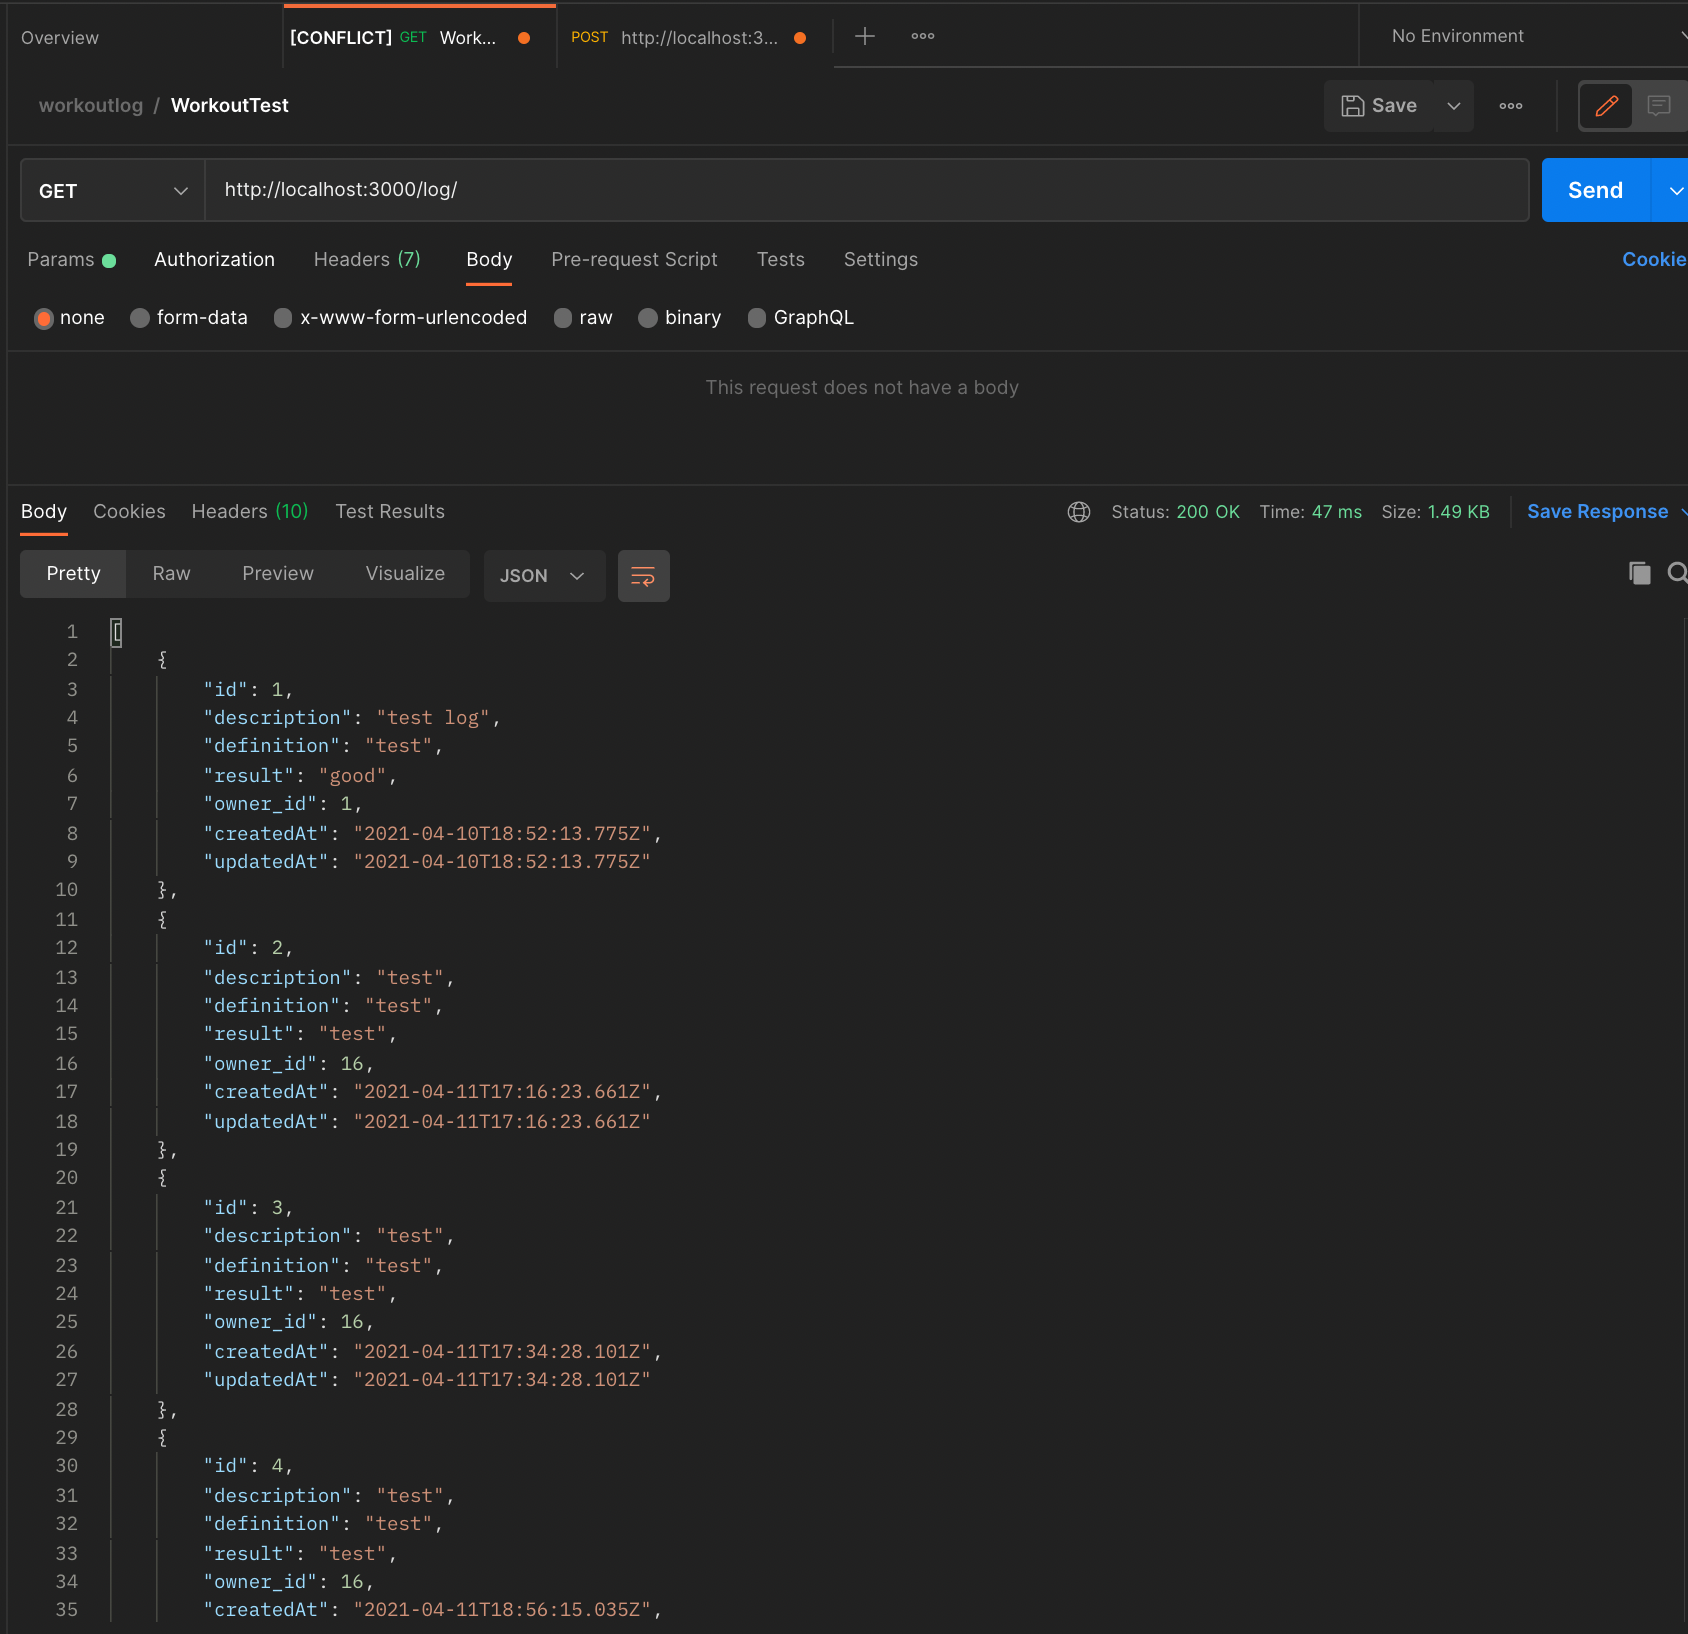 Overview [CONFLICT] GET Work... POST http://localhost:3... No Environment
workoutlog / WorkoutTest Save
GET http://localhost:3000/log/ Send
Params Authorization Headers (7) Body Pre-request Script Tests Settings Cookie
none form-data x-www-form-urlencoded raw binary GraphQL
This request does not have a body
Body Cookies Headers (10) Test Results Status: 200 OK Time: 47 ms Size: 1.49 KB Save Response
Pretty Raw Preview Visualize JSON
1 [
2 {
3 "id": 1,
4 "description": "test log",
5 "definition": "test",
6 "result": "good",
7 "owner_id": 1,
8 "createdAt": "2021-04-10T18:52:13.775Z",
9 "updatedAt": "2021-04-10T18:52:13.775Z"
10 },
11 {
12 "id": 2,
13 "description": "test",
14 "definition": "test",
15 "result": "test",
16 "owner_id": 16,
17 "createdAt": "2021-04-11T17:16:23.661Z",
18 "updatedAt": "2021-04-11T17:16:23.661Z"
19 },
20 {
21 "id": 3,
22 "description": "test",
23 "definition": "test",
24 "result": "test",
25 "owner_id": 16,
26 "createdAt": "2021-04-11T17:34:28.101Z",
27 "updatedAt": "2021-04-11T17:34:28.101Z"
28 },
29 {
30 "id": 4,
31 "description": "test",
32 "definition": "test",
33 "result": "test",
34 "owner_id": 16,
35 "createdAt": "2021-04-11T18:56:15.035Z",